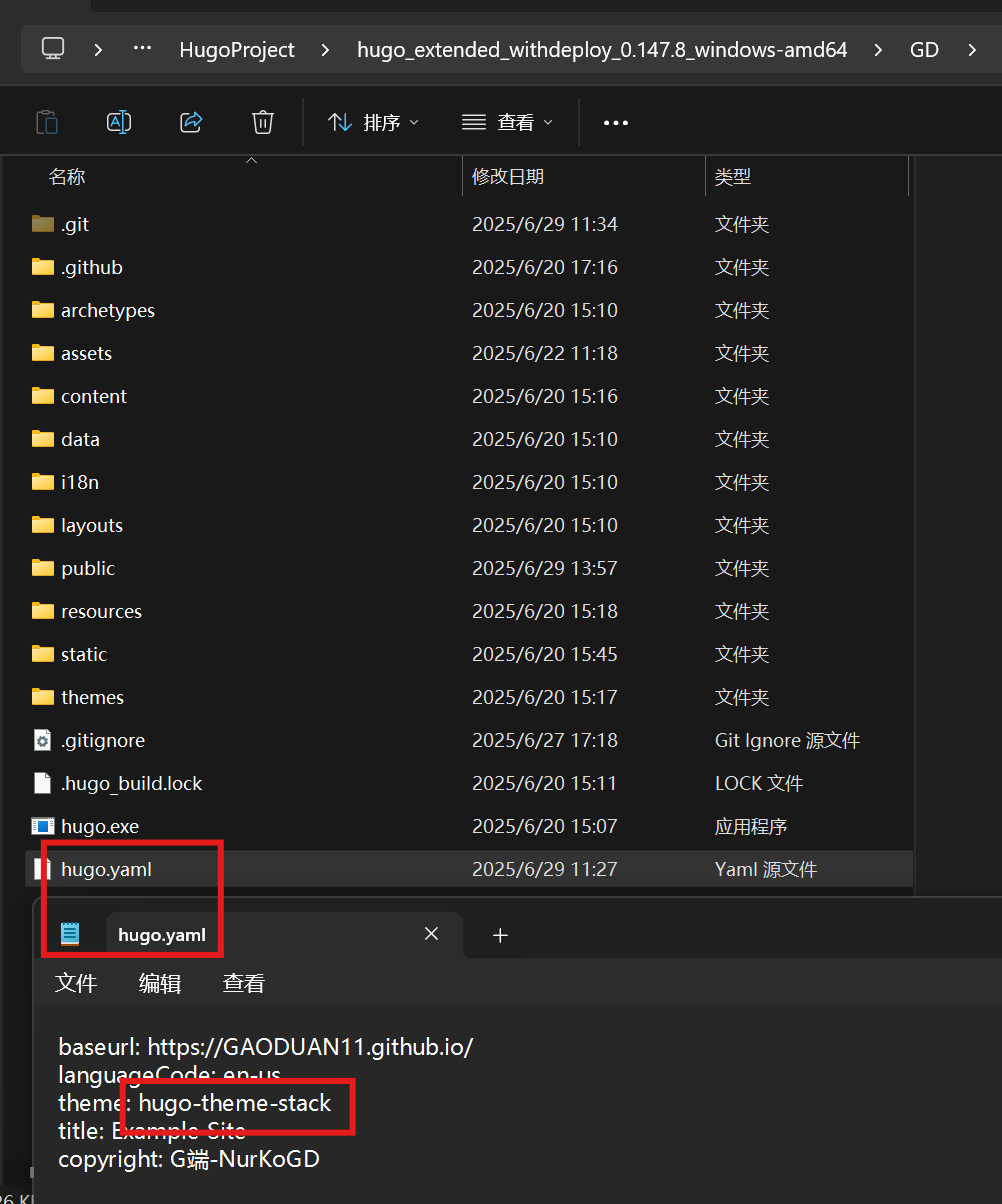 HugoProject hugo_extended_withdeploy_0.147.8_windows-amd64 GD
排序 查看
名称 修改日期 类型
.git 2025/6/29 11:34 文件夹
.github 2025/6/20 17:16 文件夹
archetypes 2025/6/20 15:10 文件夹
assets 2025/6/22 11:18 文件夹
content 2025/6/20 15:16 文件夹
data 2025/6/20 15:10 文件夹
i18n 2025/6/20 15:10 文件夹
layouts 2025/6/20 15:10 文件夹
public 2025/6/29 13:57 文件夹
resources 2025/6/20 15:18 文件夹
static 2025/6/20 15:45 文件夹
themes 2025/6/20 15:17 文件夹
.gitignore 2025/6/27 17:18 Git Ignore 源文件
.hugo_build.lock 2025/6/20 15:11 LOCK 文件
hugo.exe 2025/6/20 15:07 应用程序
hugo.yaml 2025/6/29 11:27 Yaml 源文件
hugo.yaml
文件 编辑 查看
baseurl: https://GAODUAN11.github.io/
languageCode: en-us
theme: hugo-theme-stack
title: Example Site
copyright: G端-NurKoGD